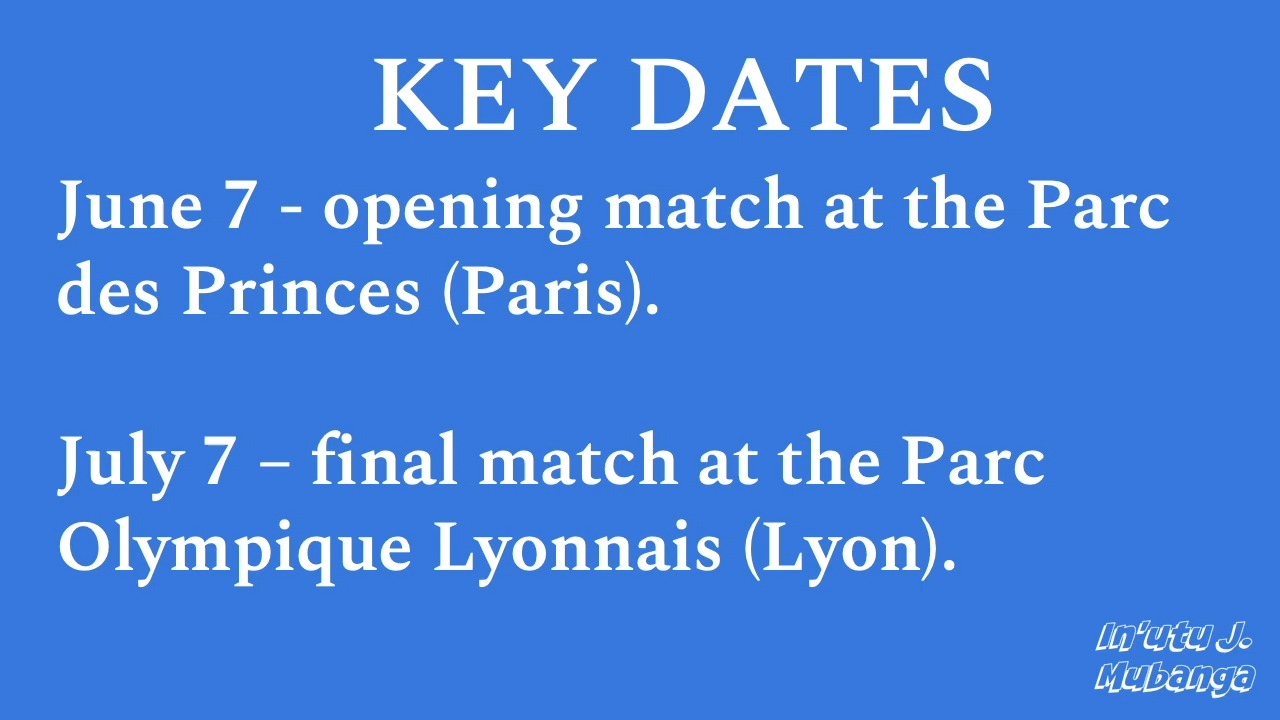 KEY DATES
June 7 - opening match at the Parc
des Princes (Paris).
July 7 – final match at the Parc
Olympique Lyonnais (Lyon).
In'utu J.
Mubanga